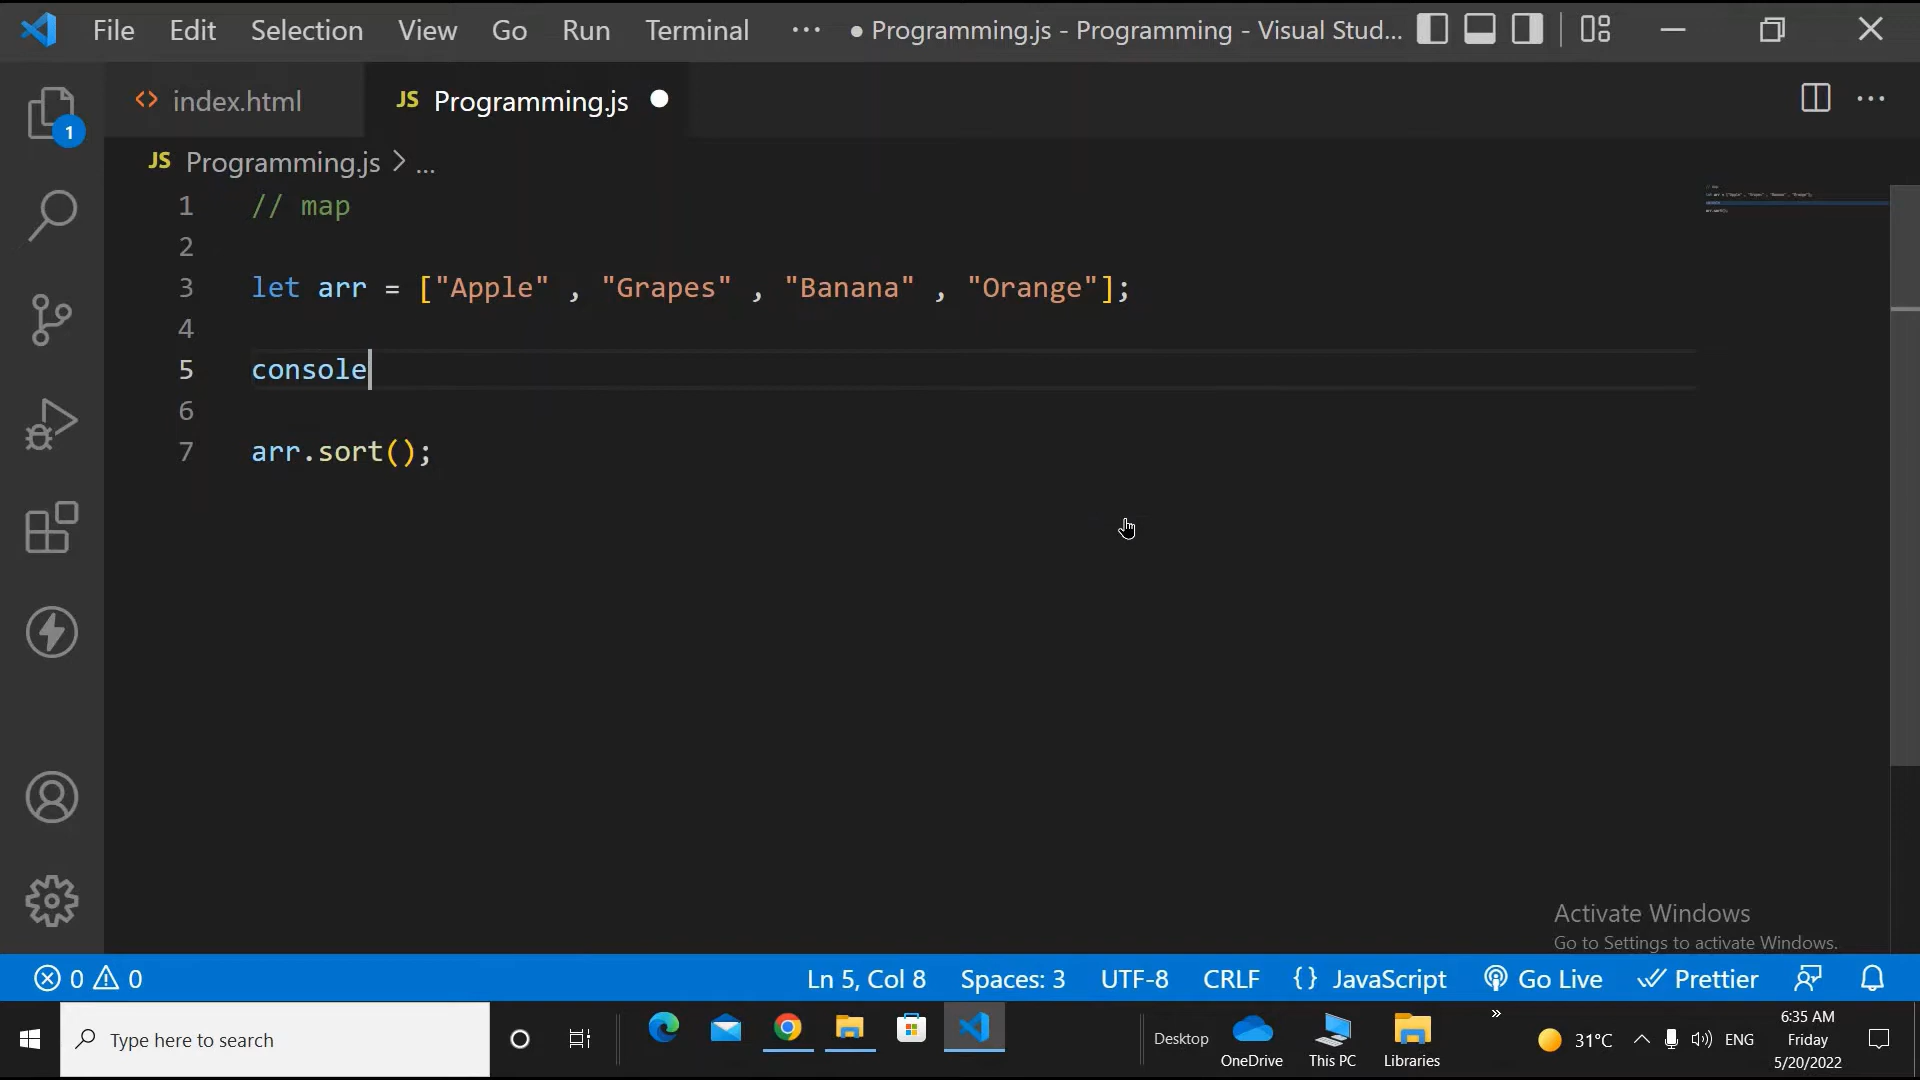 File Edit Selection View Go Run Terminal ··· ● Programming.js - Programming - Visual Stud...
<> index.html JS Programming.js ●
1
JS Programming.js > ...
1 // map
2
3 let arr = ["Apple" , "Grapes" , "Banana" , "Orange"];
4
5 console
6
7 arr.sort();
Activate Windows
Go to Settings to activate Windows.
0 0 Ln 5, Col 8 Spaces: 3 UTF-8 CRLF {} JavaScript Go Live Prettier
Type here to search Desktop OneDrive This PC Libraries » 31°C ENG
6:35 AM
Friday
5/20/2022